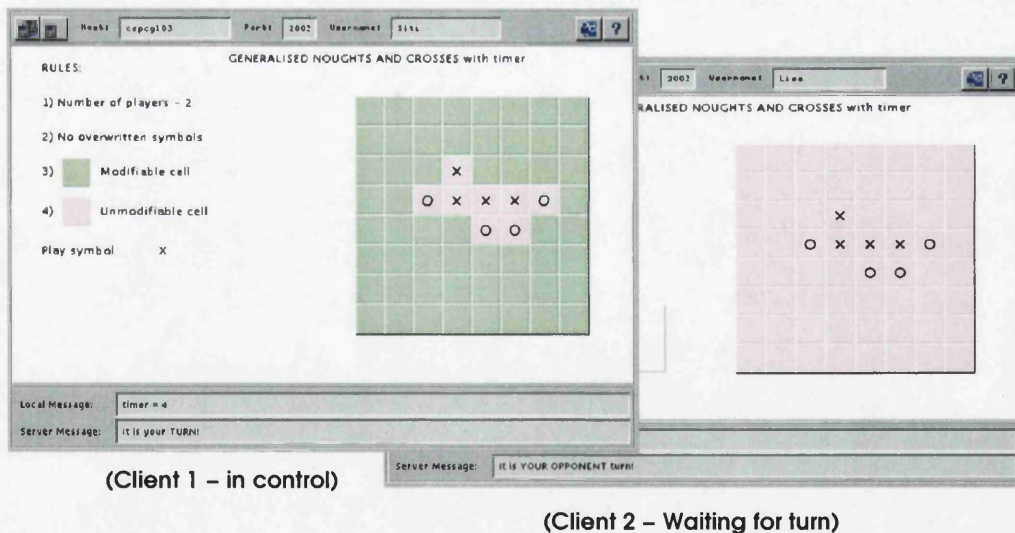 Host: cspcg103 Port: 2002 Username: Siti ?
GENERALISED NOUGHTS AND CROSSES with timer
RULES:
1) Number of players - 2
2) No overwritten symbols
3) Modifiable cell
4) Unmodifiable cell
Play symbol X
X
O X X X O
O O
Local Message: timer = 4
Server Message: It is your TURN!
(Client 1 – in control)
2002 Username: Lisa ?
RALISED NOUGHTS AND CROSSES with timer
X
O X X X O
O O
Server Message: It is YOUR OPPONENT turn!
(Client 2 – Waiting for turn)